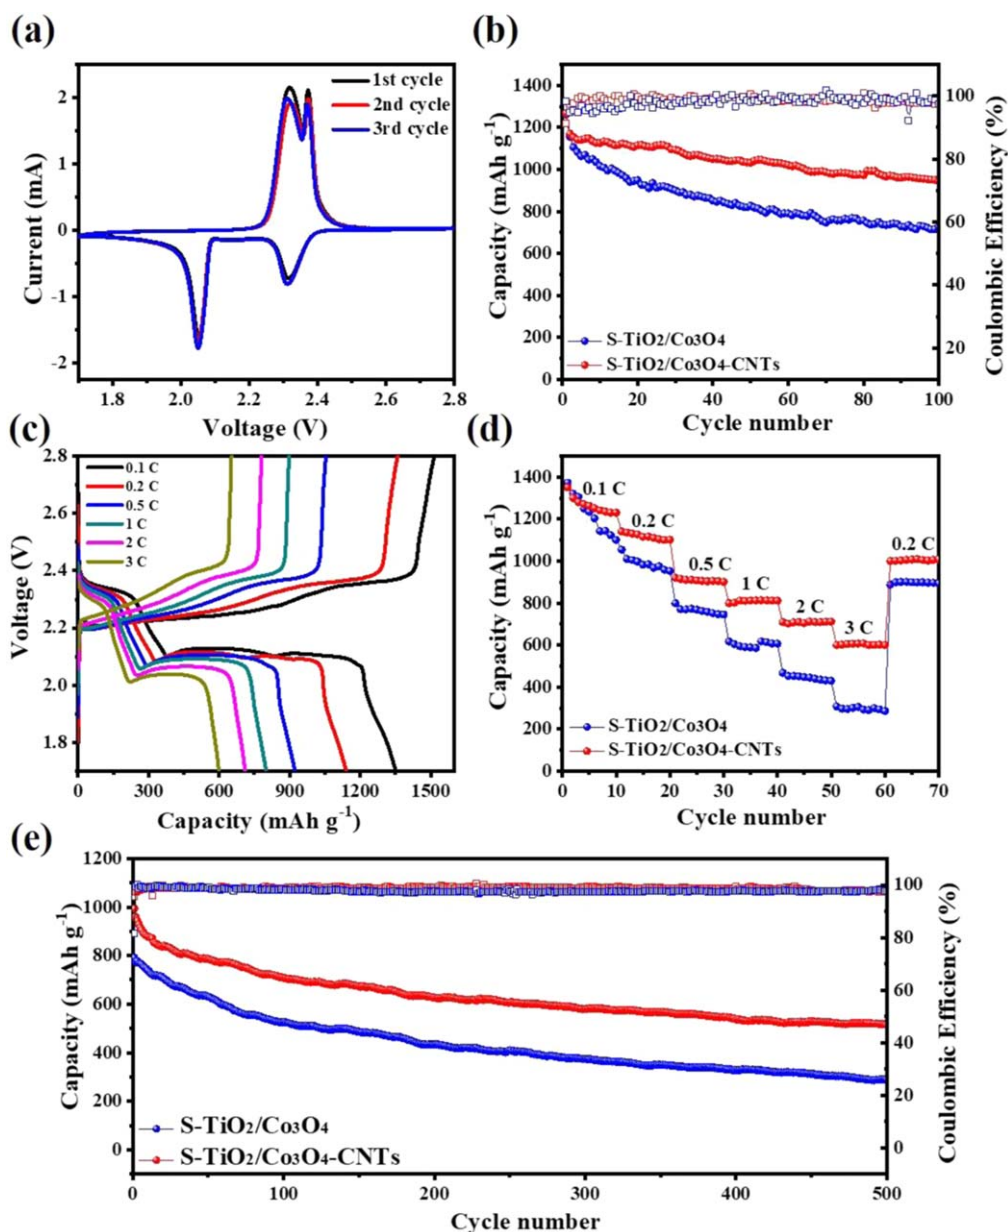 (a)
1st cycle
2nd cycle
3rd cycle
2
1
0
-1
-2
Current (mA)
2.0
2.2
2.4
2.6
2.8
Voltage (V)
(b)
1400
1200
1000
800
600
400
200
0
Capacity (mAh g-1)
100
80
60
40
20
Coulombic Efficiency (%)
S-TiO2/Co3O4
S-TiO2/Co3O4-CNTs
0
20
40
60
80
100
Cycle number
(c)
0.1 C
0.2 C
0.5 C
1 C
2 C
3 C
2.8
2.6
2.4
2.2
2.0
1.8
Voltage (V)
0
300
600
900
1200
1500
Capacity (mAh g-1)
(d)
1400
1200
1000
800
600
400
200
0
Capacity (mAh g-1)
0.1 C
0.2 C
0.5 C
1 C
2 C
3 C
0.2 C
S-TiO2/Co3O4
S-TiO2/Co3O4-CNTs
0
10
20
30
40
50
60
70
Cycle number
(e)
1200
1000
800
600
400
200
0
Capacity (mAh g-1)
100
80
60
40
20
0
Coulombic Efficiency (%)
S-TiO2/Co3O4
S-TiO2/Co3O4-CNTs
0
100
200
300
400
500
Cycle number